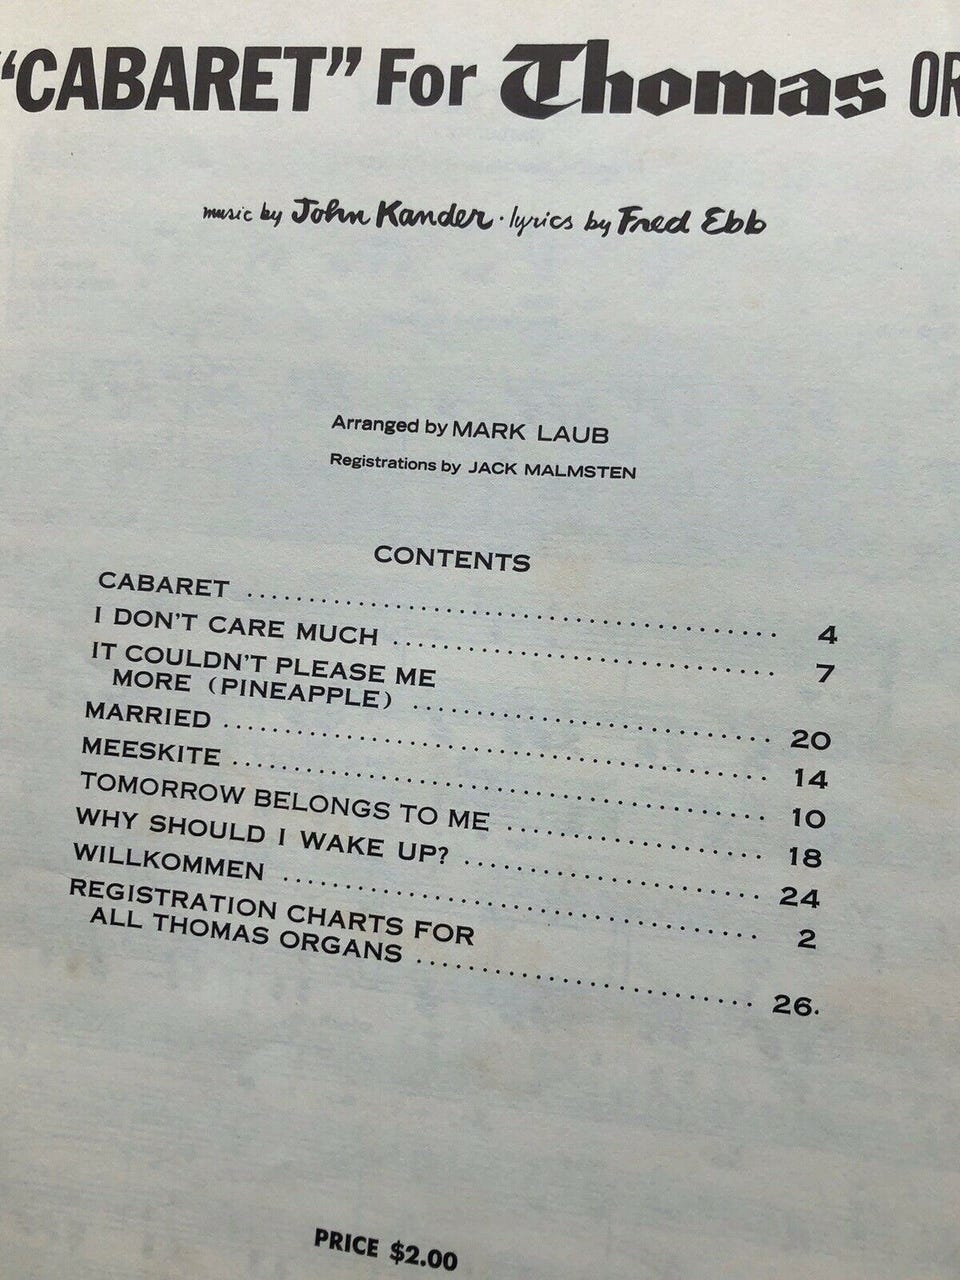 "CABARET" For Thomas OR
music by John Kander · lyrics by Fred Ebb
Arranged by MARK LAUB
Registrations by JACK MALMSTEN
CONTENTS
CABARET .......... 4
I DON'T CARE MUCH .......... 7
IT COULDN'T PLEASE ME
MORE (PINEAPPLE) .......... 20
MARRIED .......... 14
MEESKITE .......... 10
TOMORROW BELONGS TO ME .......... 18
WHY SHOULD I WAKE UP? .......... 24
WILLKOMMEN .......... 2
REGISTRATION CHARTS FOR
ALL THOMAS ORGANS .......... 26.
PRICE $2.00